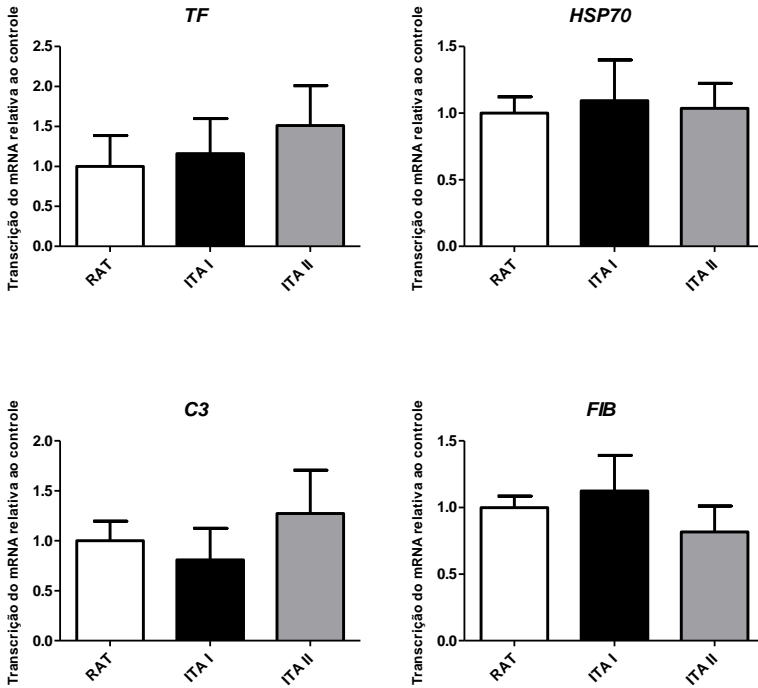 TF
Transcrição do mRNA relativa ao controle
2.5
2.0
1.5
1.0
0.5
0.0
RAT
ITA I
ITA II
HSP70
Transcrição do mRNA relativa ao controle
1.5
1.0
0.5
0.0
RAT
ITA I
ITA II
C3
Transcrição do mRNA relativa ao controle
2.0
1.5
1.0
0.5
0.0
RAT
ITA I
ITA II
FIB
Transcrição do mRNA relativa ao controle
1.5
1.0
0.5
0.0
RAT
ITA I
ITA II